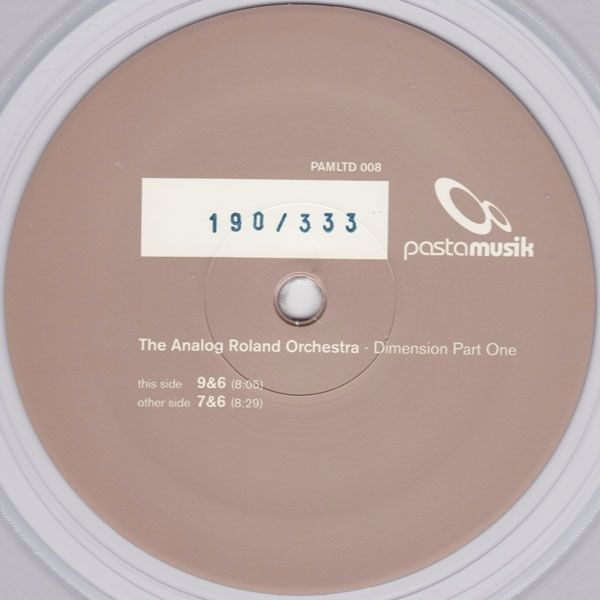 PAMLTD 008
190/333
pastamusik
The Analog Roland Orchestra - Dimension Part One
this side 9&6 (8:05)
other side 7&6 (8:29)